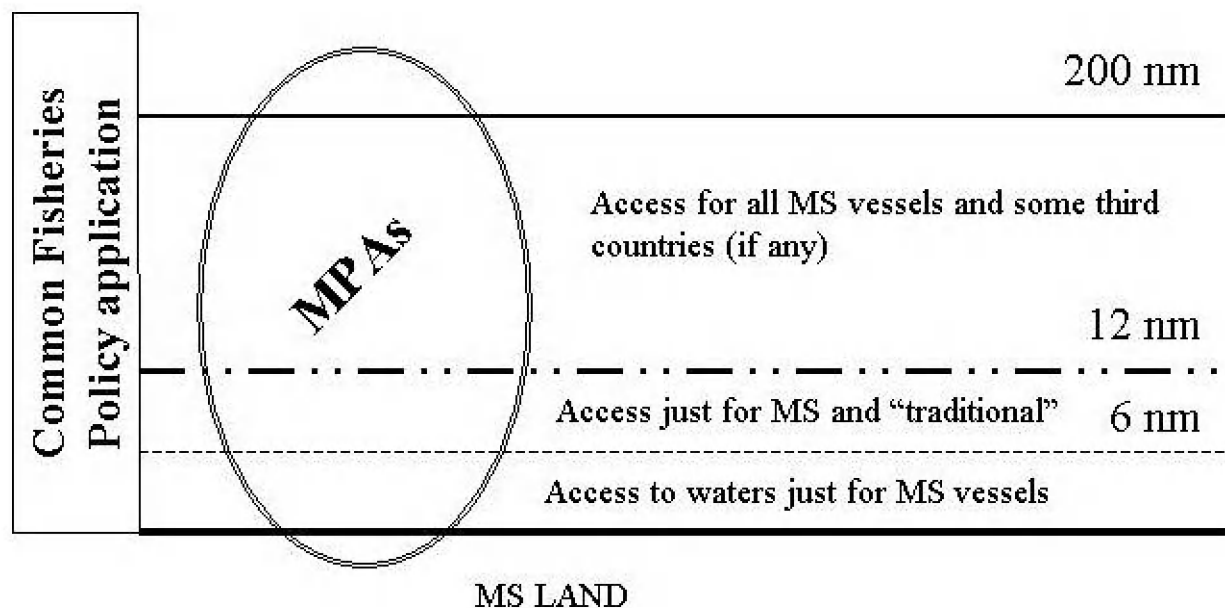 Common Fisheries
Policy application
200 nm
MPAs
Access for all MS vessels and some third
countries (if any)
12 nm
Access just for MS and “traditional”
6 nm
Access to waters just for MS vessels
MS LAND